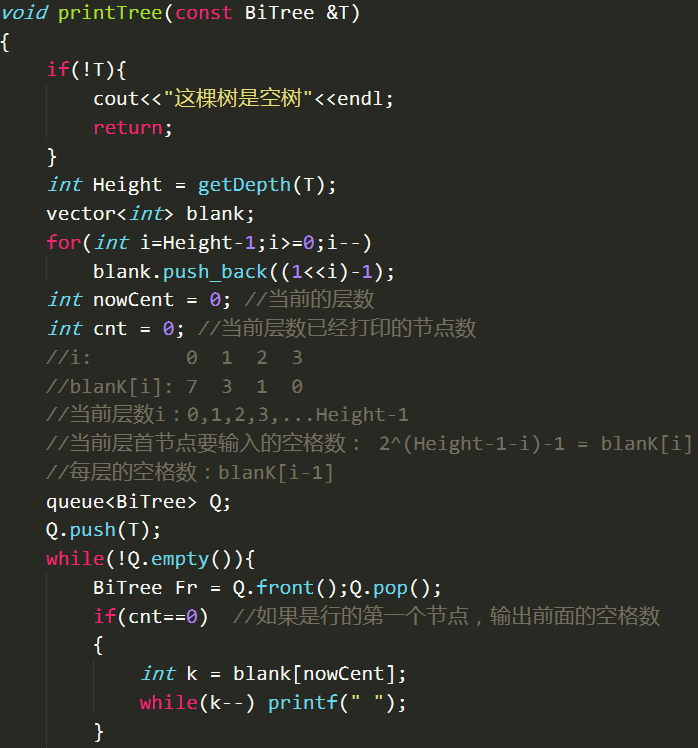 void printTree(const BiTree &T)
{
    if(!T){
        cout<<"这棵树是空树"<<endl;
        return;
    }
    int Height = getDepth(T);
    vector<int> blank;
    for(int i=Height-1;i>=0;i--)
        blank.push_back((1<<i)-1);
    int nowCent = 0; //当前的层数
    int cnt = 0; //当前层数已经打印的节点数
    //i:        0  1  2  3
    //blanK[i]: 7  3  1  0
    //当前层数i：0,1,2,3,...Height-1
    //当前层首节点要输入的空格数： 2^(Height-1-i)-1 = blanK[i]
    //每层的空格数：blanK[i-1]
    queue<BiTree> Q;
    Q.push(T);
    while(!Q.empty()){
        BiTree Fr = Q.front();Q.pop();
        if(cnt==0)  //如果是行的第一个节点，输出前面的空格数
        {
            int k = blank[nowCent];
            while(k--) printf(" ");
        }